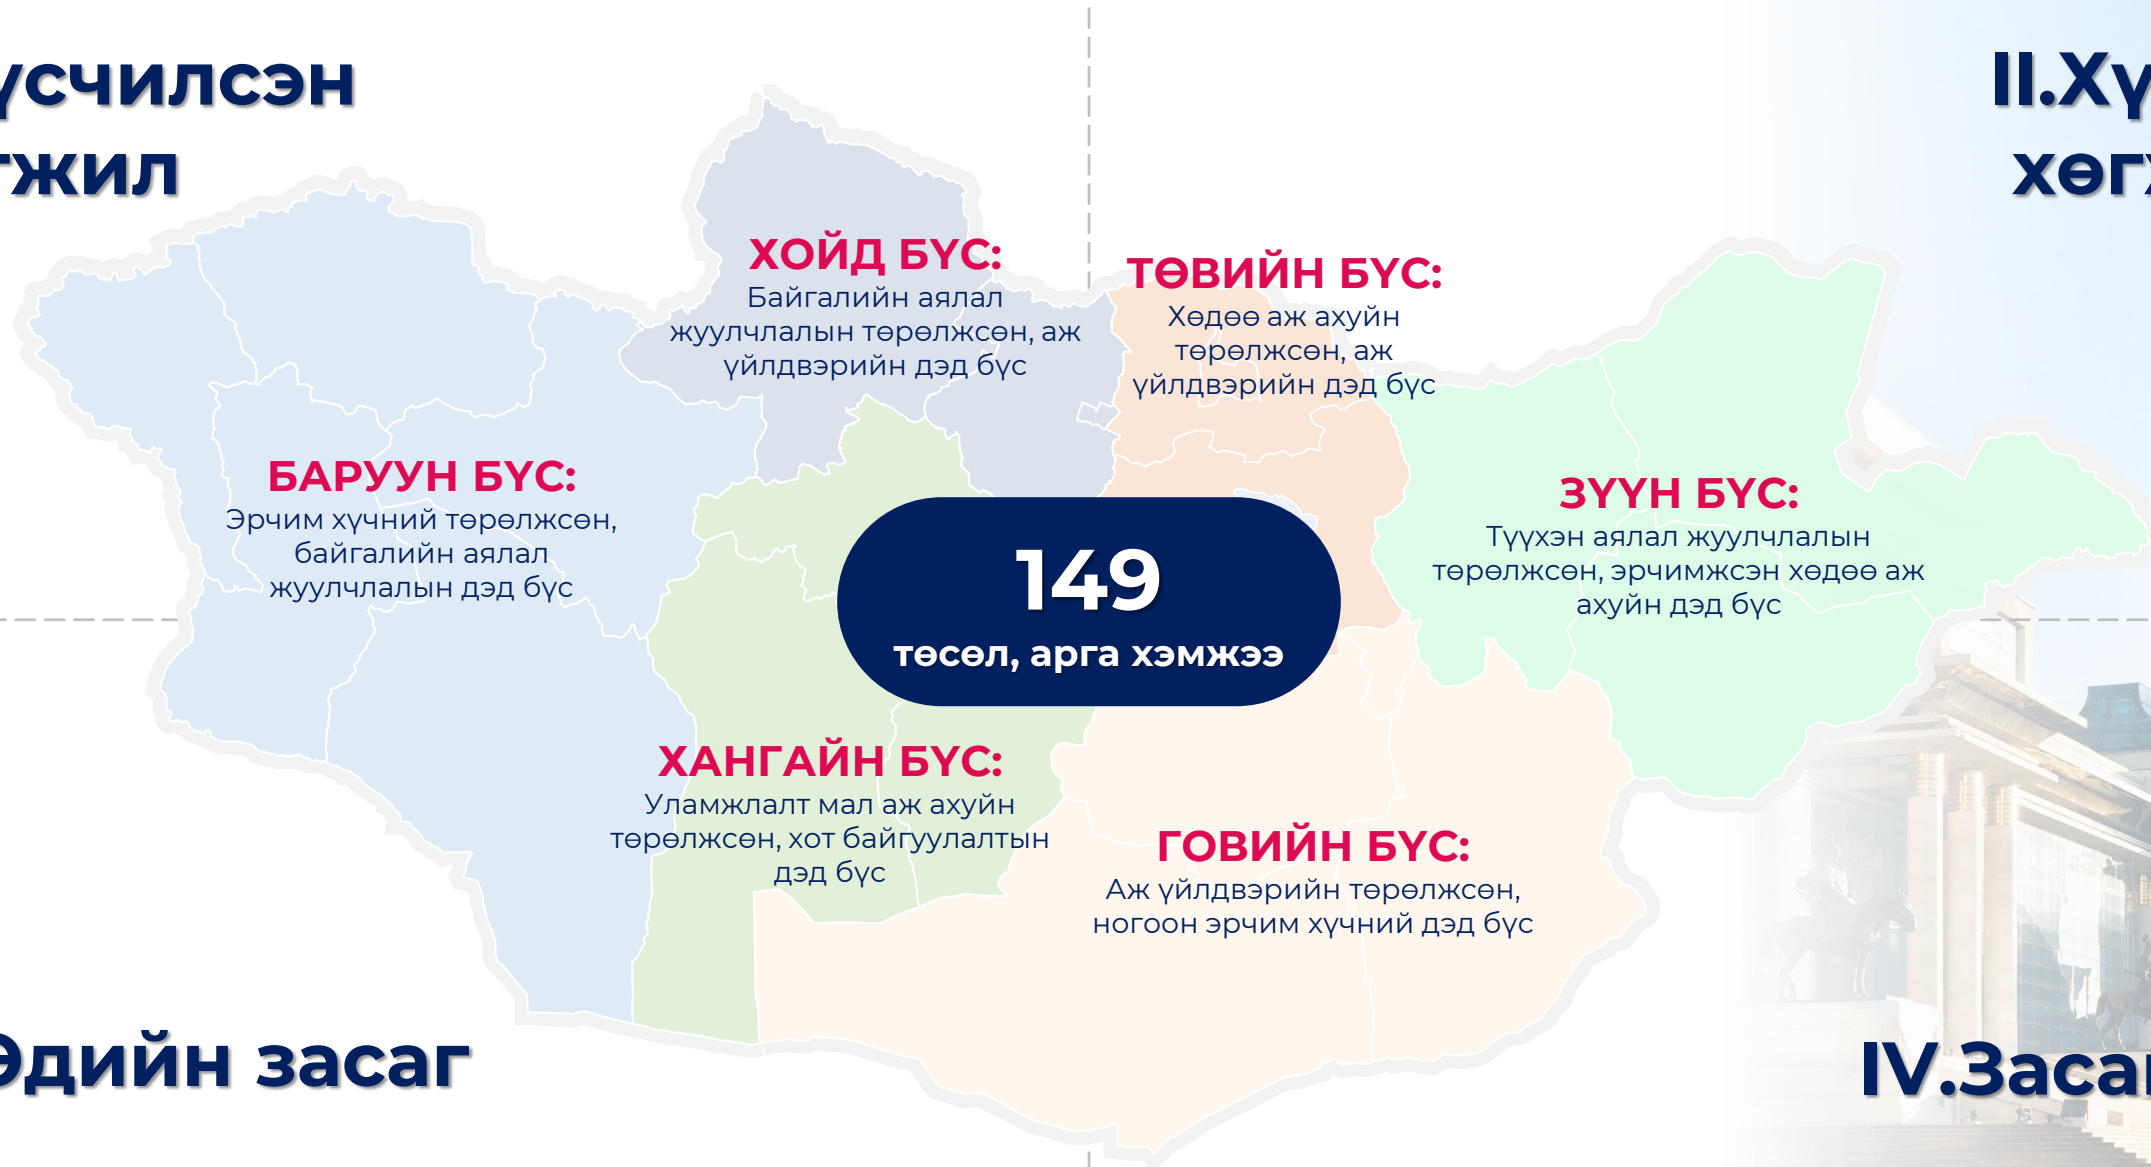 үсчилсэн
гжил
II.Хү
хөгж
ХОЙД БҮС:
Байгалийн аялал
жуулчлалын төрөлжсөн, аж
үйлдвэрийн дэд бүс
ТӨВИЙН БҮС:
Хөдөө аж ахуйн
төрөлжсөн, аж
үйлдвэрийн дэд бүс
БАРУУН БҮС:
Эрчим хүчний төрөлжсөн,
байгалийн аялал
жуулчлалын дэд бүс
ЗҮҮН БҮС:
Түүхэн аялал жуулчлалын
төрөлжсөн, эрчимжсэн хөдөө аж
ахуйн дэд бүс
149
төсөл, арга хэмжээ
ХАНГАЙН БҮС:
Уламжлалт мал аж ахуйн
төрөлжсөн, хот байгуулалтын
дэд бүс
ГОВИЙН БҮС:
Аж үйлдвэрийн төрөлжсөн,
ногоон эрчим хүчний дэд бүс
Эдийн засаг
IV.Засаг